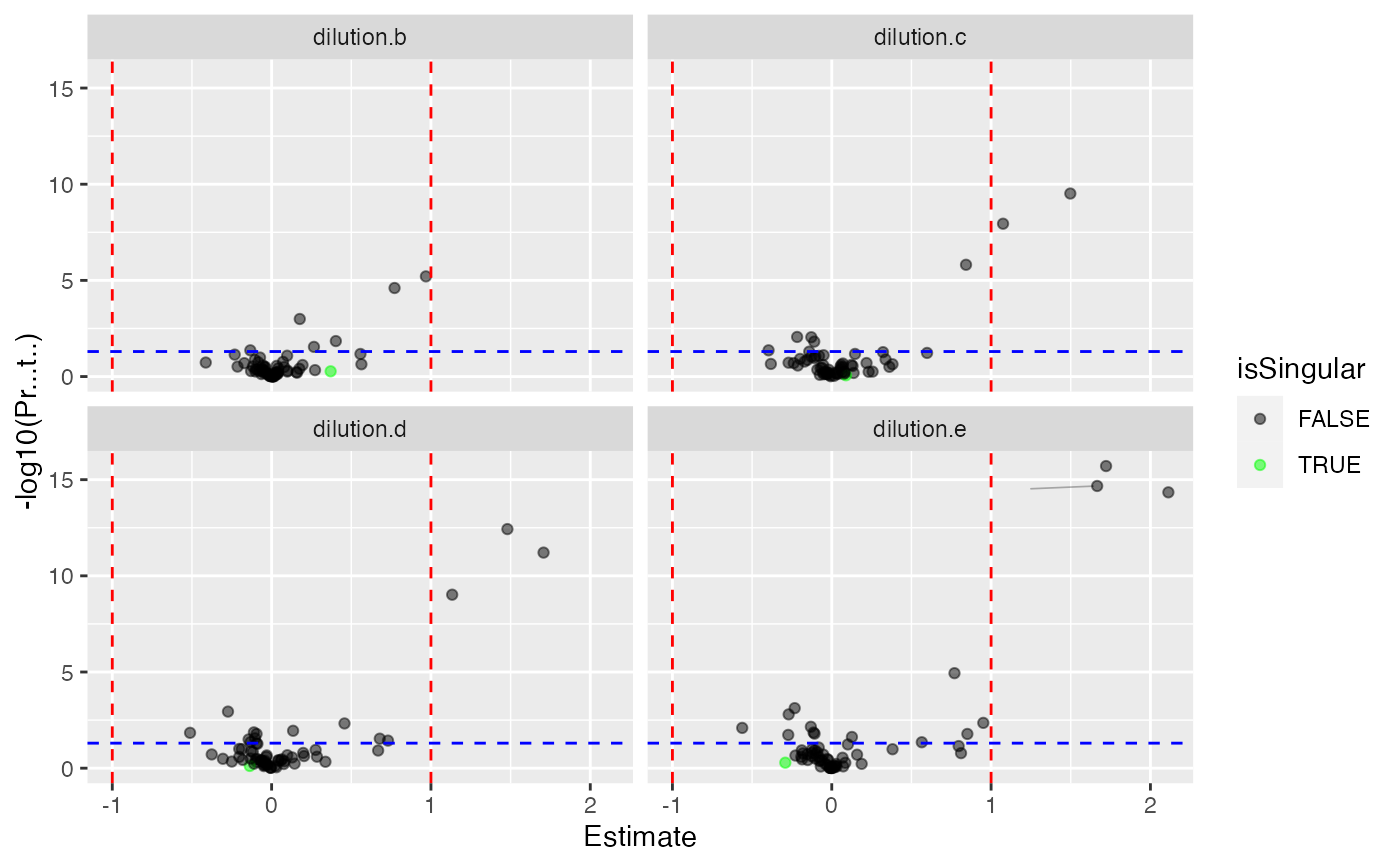 dilution.b
dilution.c
15
10
5
0
dilution.d
dilution.e
15
10
5
0
-1
0
1
2
-1
0
1
2
Estimate
-log10(Pr...t..)
isSingular
FALSE
TRUE